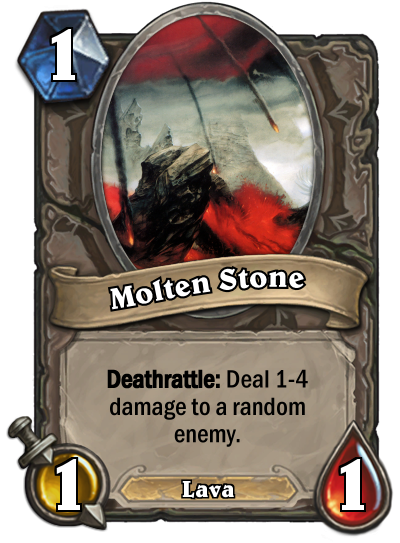 1
Molten Stone
Deathrattle: Deal 1-4
damage to a random
enemy.
1
Lava
1